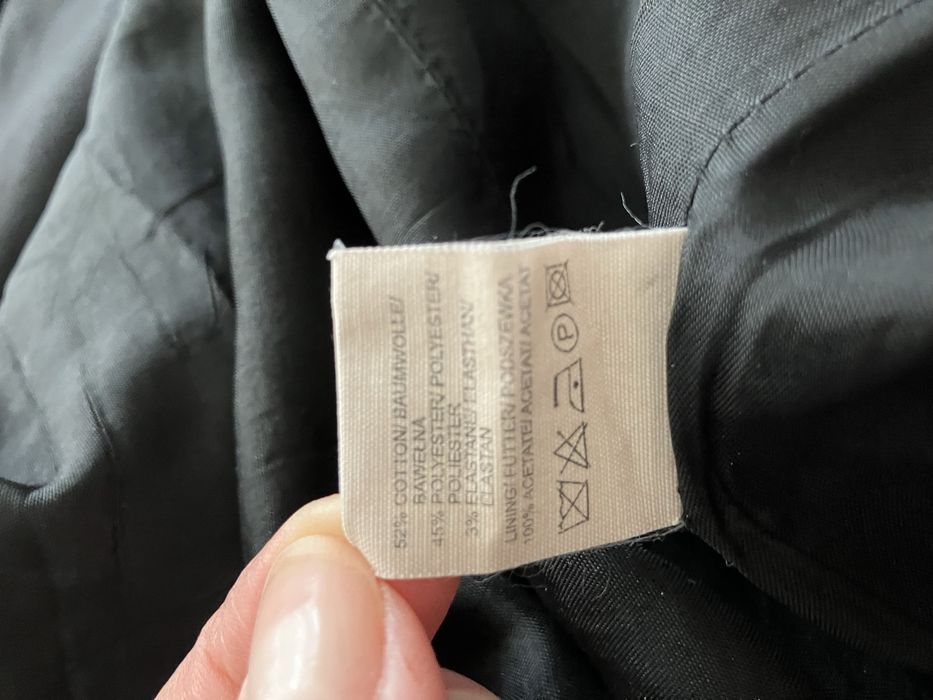 52% COTTON/ BAUMWOLLE/
BAWEŁNA
45% POLYESTER/ POLYESTER/
POLIESTER
3% ELASTANE/ ELASTHAN/
ELASTAN
LINING/ FUTTER/ PODSZEWKA
100% ACETATE/ ACETAT/ ACETAT
P